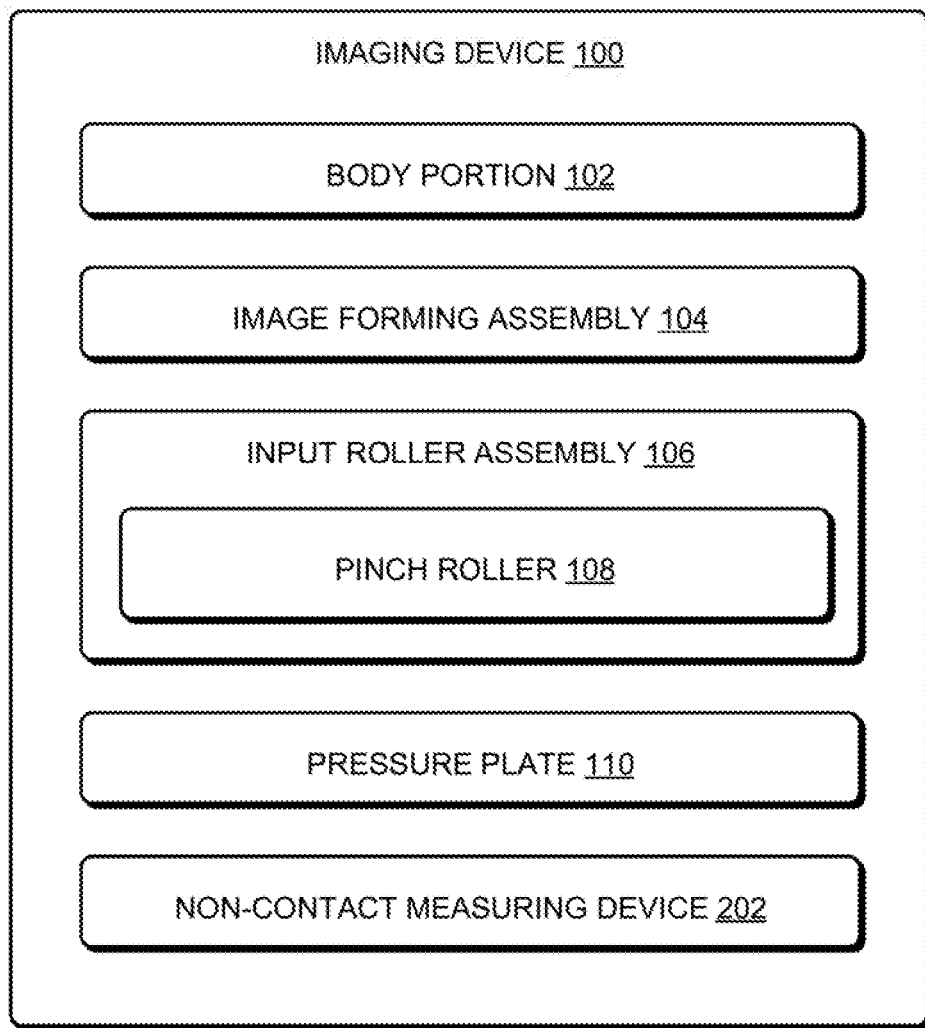 IMAGING DEVICE 100
BODY PORTION 102
IMAGE FORMING ASSEMBLY 104
INPUT ROLLER ASSEMBLY 106
PINCH ROLLER 108
PRESSURE PLATE 110
NON-CONTACT MEASURING DEVICE 202